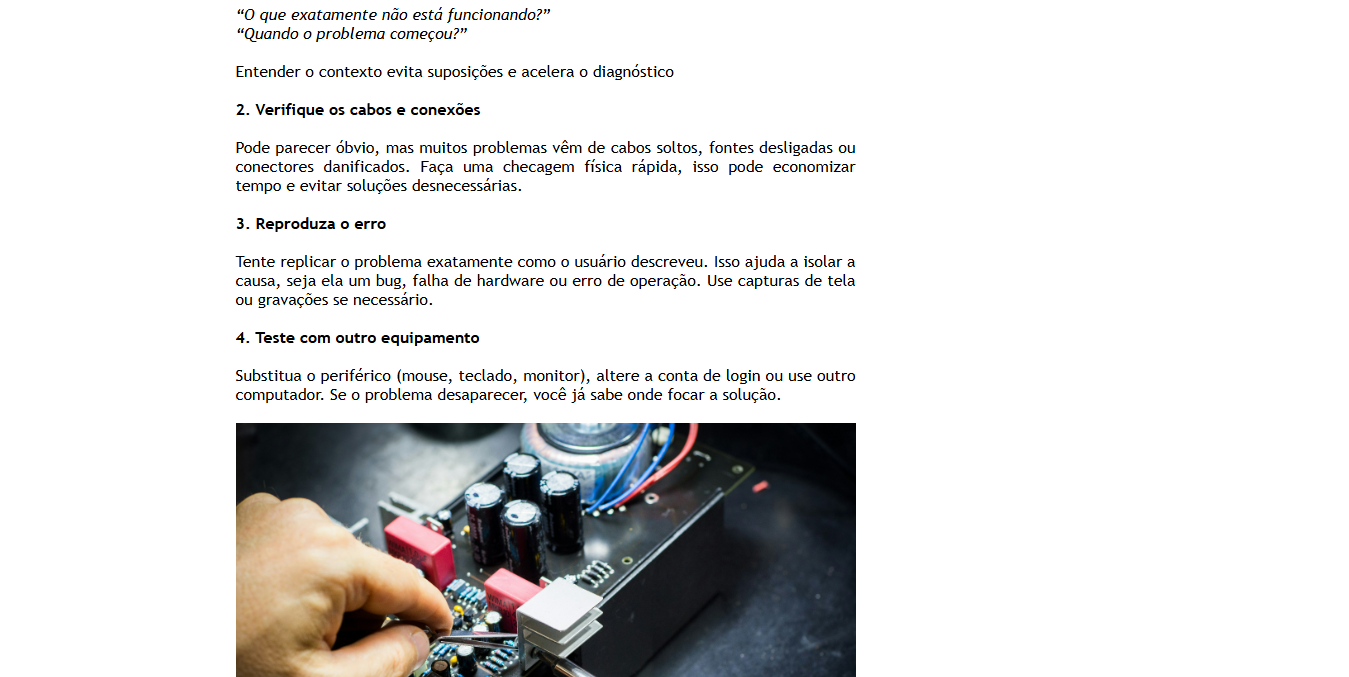 “O que exatamente não está funcionando?”
“Quando o problema começou?”
Entender o contexto evita suposições e acelera o diagnóstico
2. Verifique os cabos e conexões
Pode parecer óbvio, mas muitos problemas vêm de cabos soltos, fontes desligadas ou
conectores danificados. Faça uma checagem física rápida, isso pode economizar
tempo e evitar soluções desnecessárias.
3. Reproduza o erro
Tente replicar o problema exatamente como o usuário descreveu. Isso ajuda a isolar a
causa, seja ela um bug, falha de hardware ou erro de operação. Use capturas de tela
ou gravações se necessário.
4. Teste com outro equipamento
Substitua o periférico (mouse, teclado, monitor), altere a conta de login ou use outro
computador. Se o problema desaparecer, você já sabe onde focar a solução.